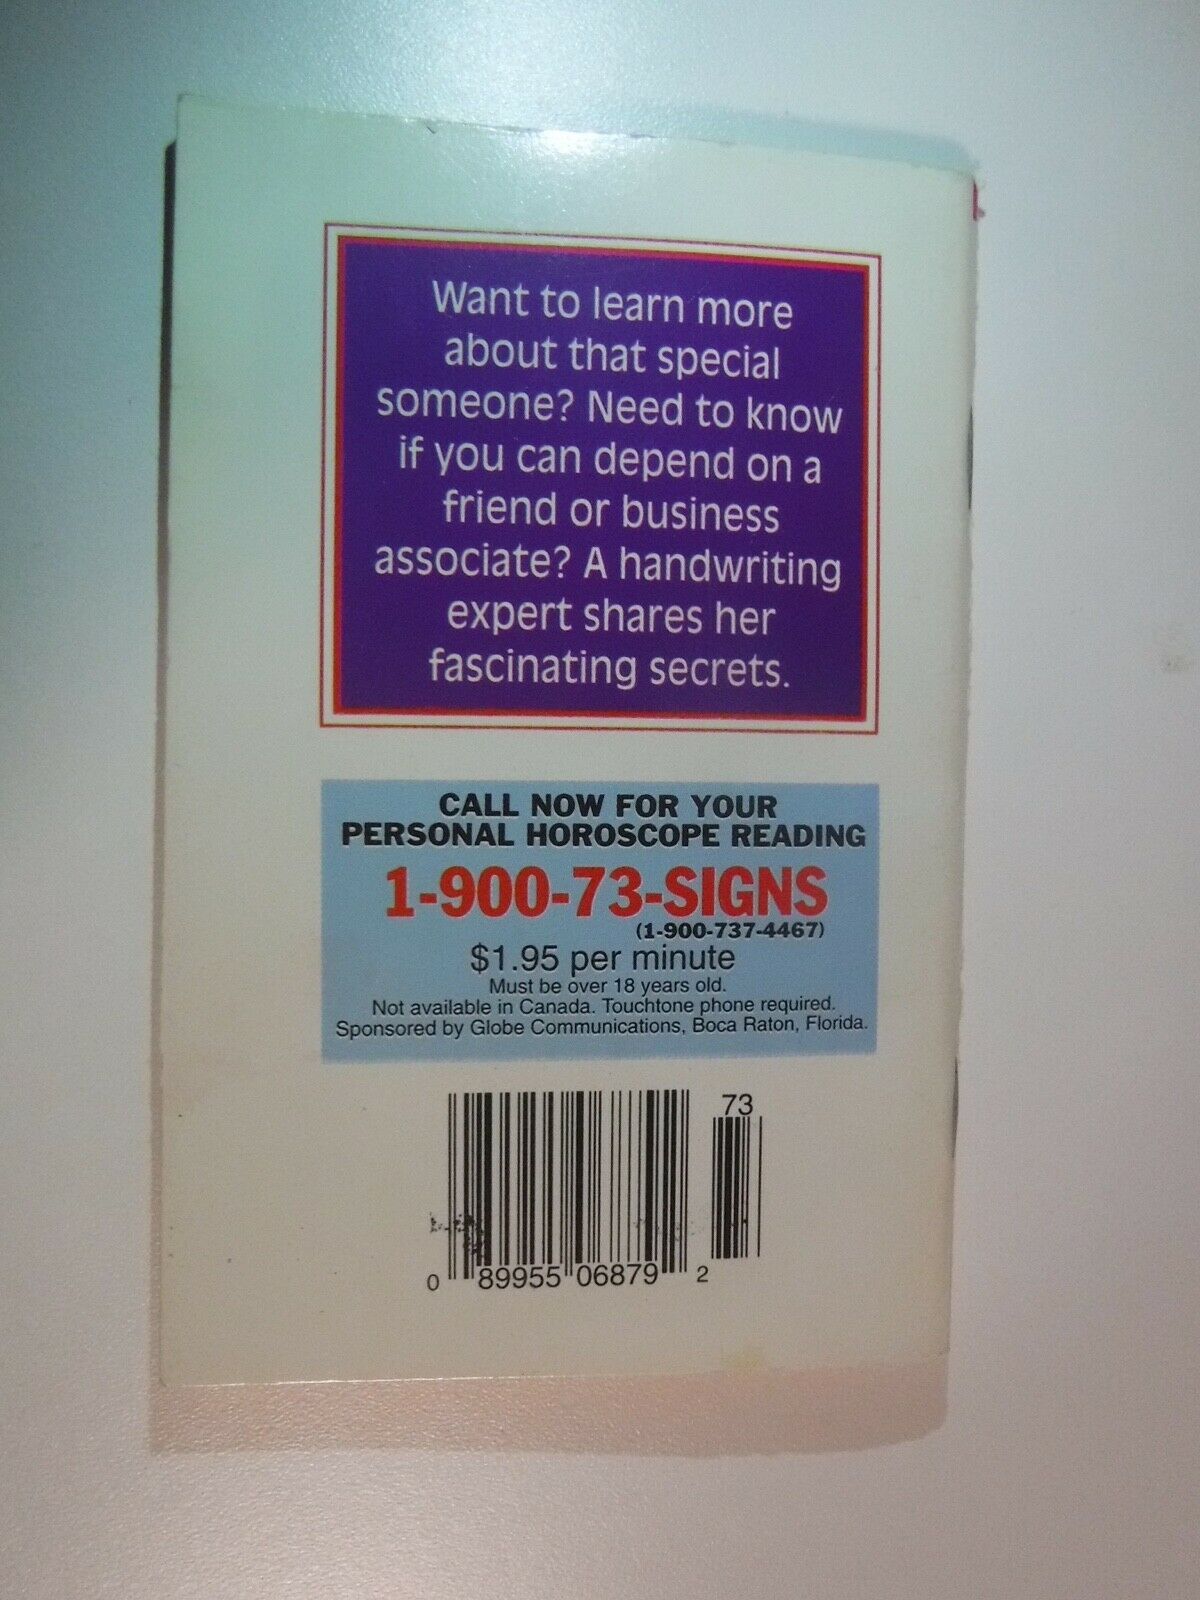 Want to learn more
about that special
someone? Need to know
if you can depend on a
friend or business
associate? A handwriting
expert shares her
fascinating secrets.
CALL NOW FOR YOUR
PERSONAL HOROSCOPE READING
1-900-73-SIGNS
(1-900-737-4467)
$1.95 per minute
Must be over 18 years old.
Not available in Canada. Touchtone phone required.
Sponsored by Globe Communications, Boca Raton, Florida.
73
0 89955 06879 2